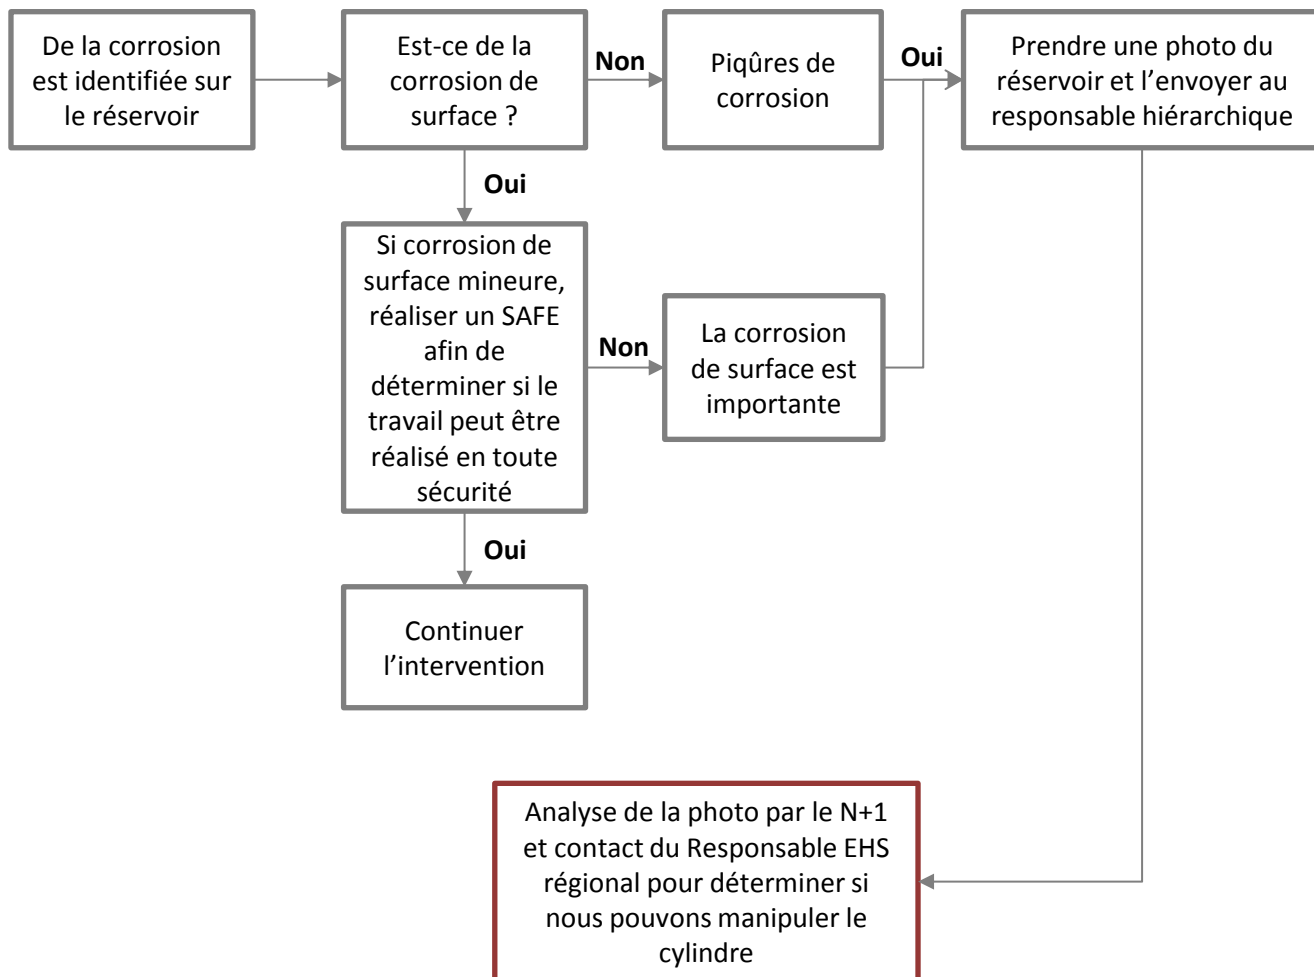 De la corrosion
est identifiée sur
le réservoir
Est-ce de la
corrosion de
surface ?
Non
Piqûres de
corrosion
Oui
Prendre une photo du
réservoir et l’envoyer au
responsable hiérarchique
Oui
Si corrosion de
surface mineure,
réaliser un SAFE
afin de
déterminer si le
travail peut être
réalisé en toute
sécurité
Non
La corrosion
de surface est
importante
Oui
Continuer
l’intervention
Analyse de la photo par le N+1
et contact du Responsable EHS
régional pour déterminer si
nous pouvons manipuler le
cylindre